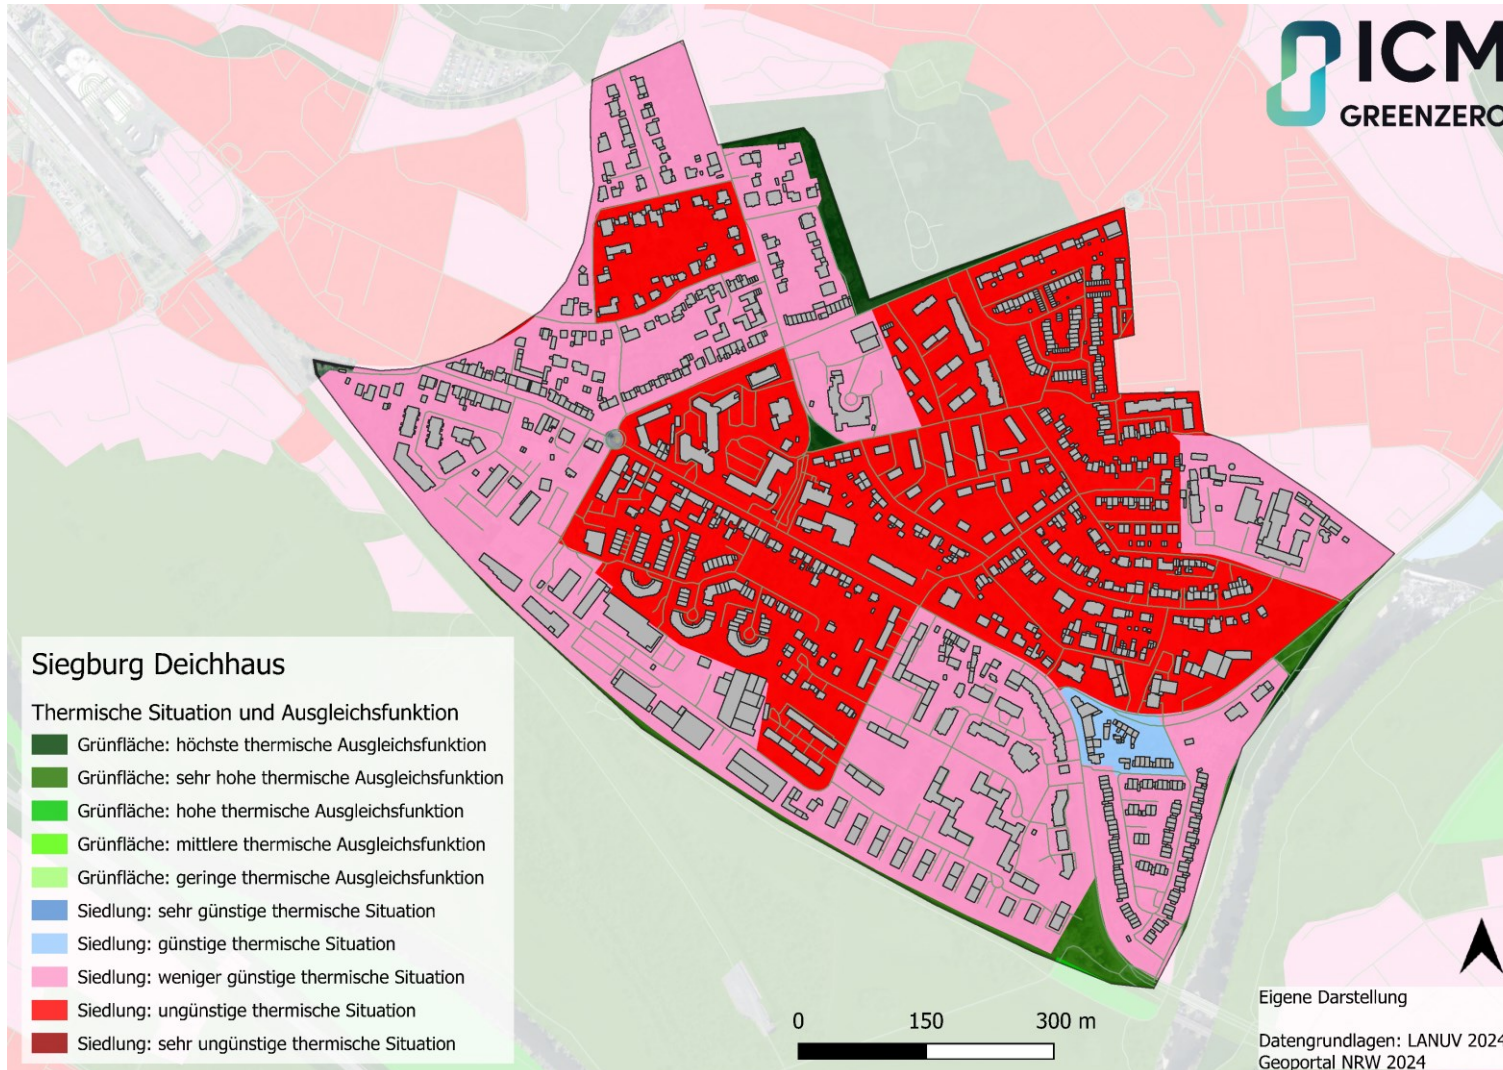 ICM
GREENZERO
Siegburg Deichhaus
Thermische Situation und Ausgleichsfunktion
Grünfläche: höchste thermische Ausgleichsfunktion
Grünfläche: sehr hohe thermische Ausgleichsfunktion
Grünfläche: hohe thermische Ausgleichsfunktion
Grünfläche: mittlere thermische Ausgleichsfunktion
Grünfläche: geringe thermische Ausgleichsfunktion
Siedlung: sehr günstige thermische Situation
Siedlung: günstige thermische Situation
Siedlung: weniger günstige thermische Situation
Siedlung: ungünstige thermische Situation
Siedlung: sehr ungünstige thermische Situation
0 150 300 m
Eigene Darstellung
Datengrundlagen: LANUV 2024
Geoportal NRW 2024